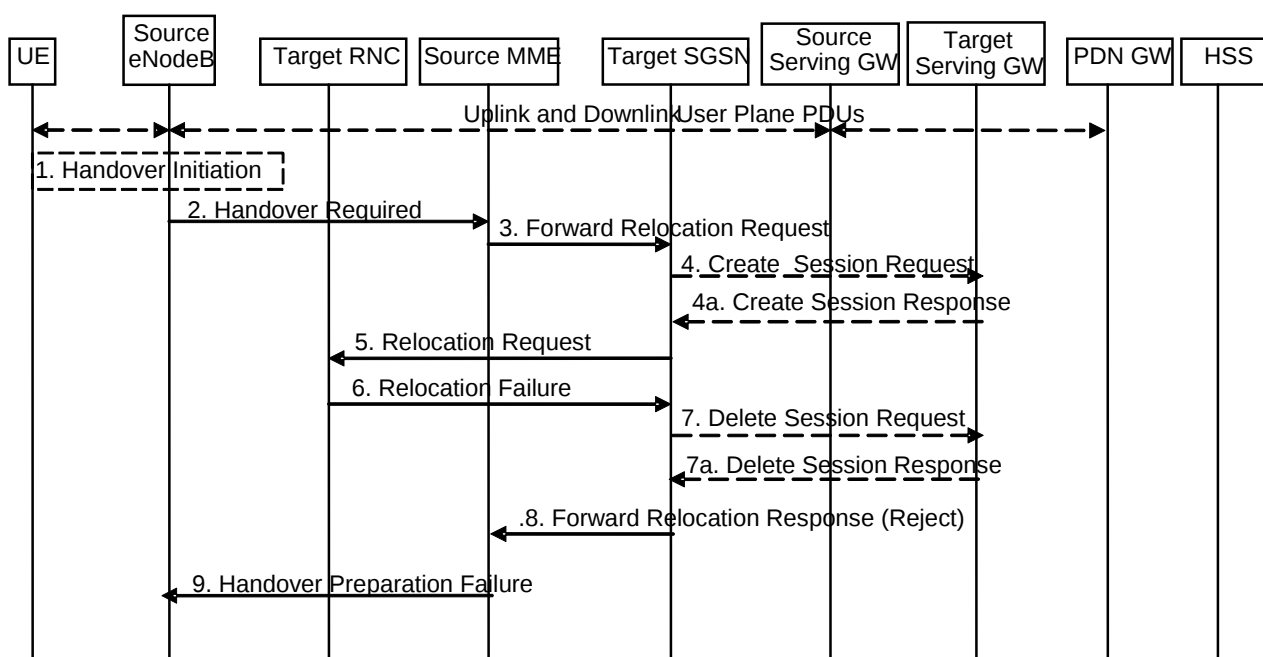 UE
Source
eNodeB
Target RNC
Source MME
Target SGSN
Source
Serving GW
Target
Serving GW
PDN GW
HSS
Uplink and Downlink User Plane PDUs
1. Handover Initiation
2. Handover Required
3. Forward Relocation Request
4. Create Session Request
4a. Create Session Response
5. Relocation Request
6. Relocation Failure
7. Delete Session Request
7a. Delete Session Response
.8. Forward Relocation Response (Reject)
9. Handover Preparation Failure